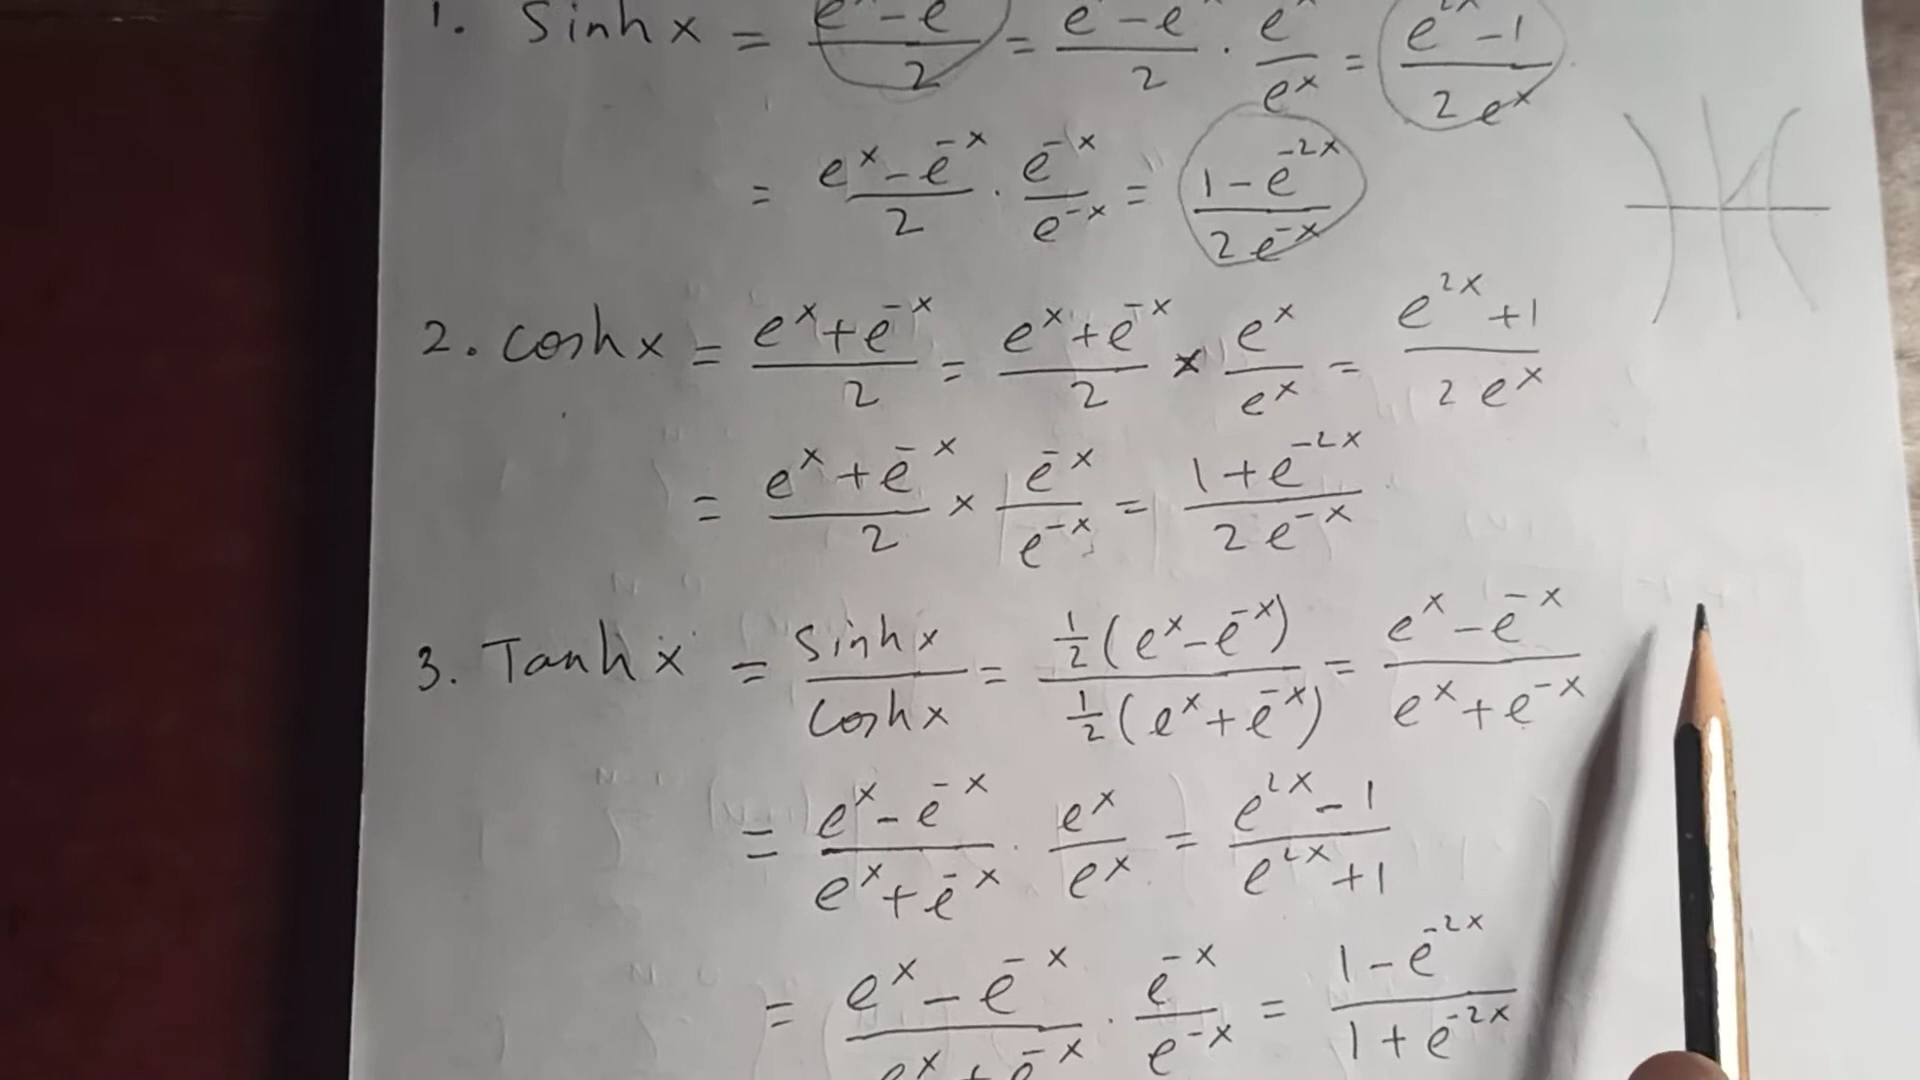 1. Sinh x = (e^x - e^-x)/2 = (e^x - e^-x)/2 · e^x/e^x = (e^2x - 1)/(2e^x)
= (e^x - e^-x)/2 · e^-x/e^-x = (1 - e^-2x)/(2e^-x)
2. cosh x = (e^x + e^-x)/2 = (e^x + e^-x)/2 × e^x/e^x = (e^2x + 1)/(2e^x)
= (e^x + e^-x)/2 × e^-x/e^-x = (1 + e^-2x)/(2e^-x)
3. Tanh x = sinh x/cosh x = ½(e^x - e^-x)/½(e^x + e^-x) = (e^x - e^-x)/(e^x + e^-x)
= (e^x - e^-x)/(e^x + e^-x) · e^x/e^x = (e^2x - 1)/(e^2x + 1)
= (e^x - e^-x)/(e^x + e^-x) · e^-x/e^-x = (1 - e^-2x)/(1 + e^-2x)